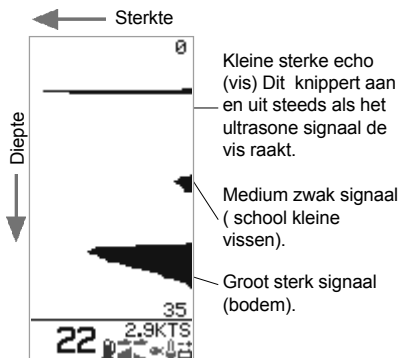 Sterkte
Diepte
0
Kleine sterke echo
(vis) Dit knippert aan
en uit steeds als het
ultrasone signaal de
vis raakt.
Medium zwak signaal
( school kleine
vissen).
Groot sterk signaal
(bodem).
35
22 2.9KTS